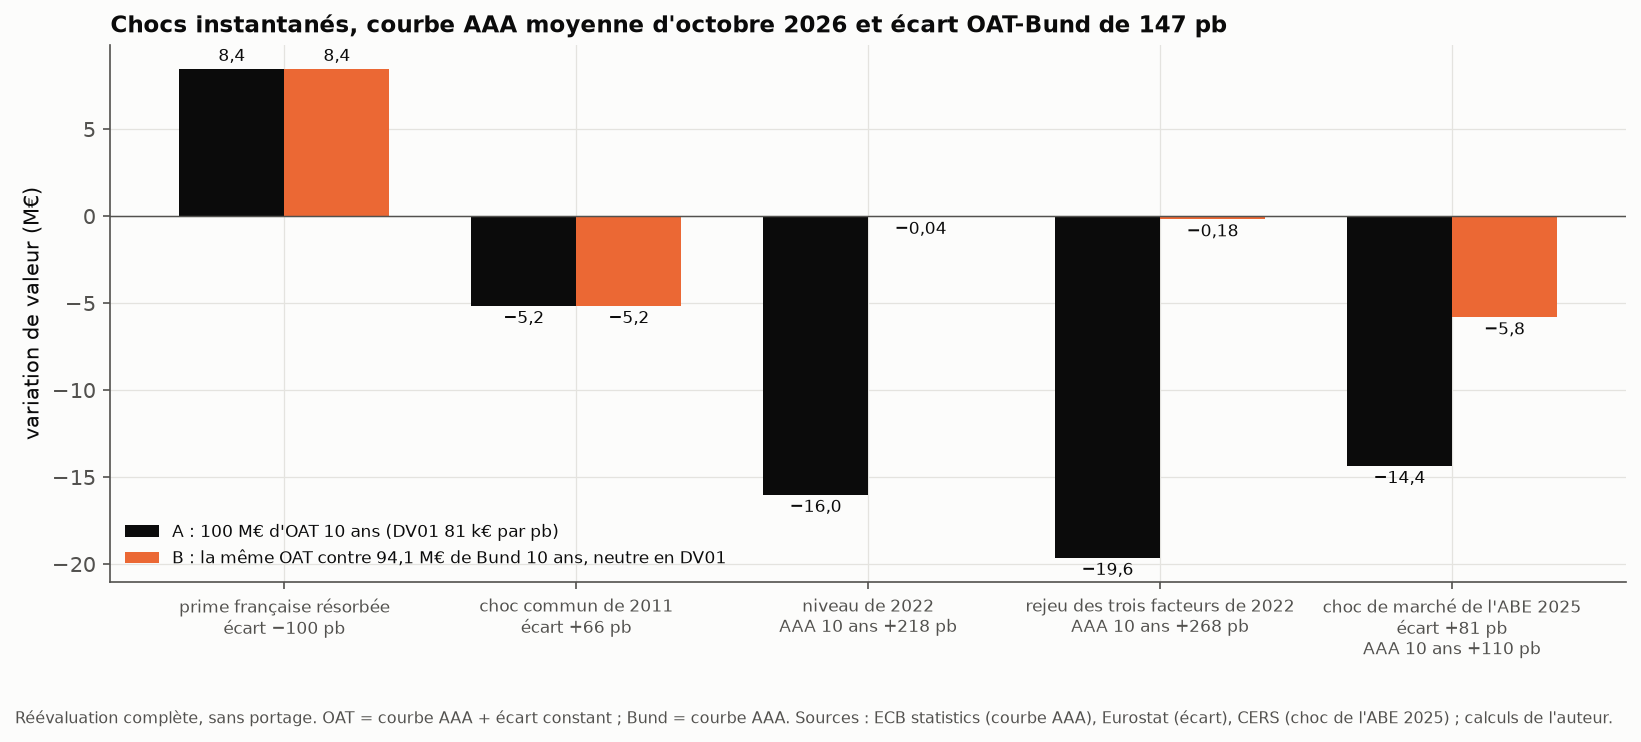 Chocs instantanés, courbe AAA moyenne d'octobre 2026 et écart OAT-Bund de 147 pb
variation de valeur (M€)
5
0
−5
−10
−15
−20
8,4
8,4
−5,2
−5,2
−16,0
−0,04
−19,6
−0,18
−14,4
−5,8
A : 100 M€ d'OAT 10 ans (DV01 81 k€ par pb)
B : la même OAT contre 94,1 M€ de Bund 10 ans, neutre en DV01
prime française résorbée
écart −100 pb
choc commun de 2011
écart +66 pb
niveau de 2022
AAA 10 ans +218 pb
rejeu des trois facteurs de 2022
AAA 10 ans +268 pb
choc de marché de l'ABE 2025
écart +81 pb
AAA 10 ans +110 pb
Réévaluation complète, sans portage. OAT = courbe AAA + écart constant ; Bund = courbe AAA. Sources : ECB statistics (courbe AAA), Eurostat (écart), CERS (choc de l'ABE 2025) ; calculs de l'auteur.